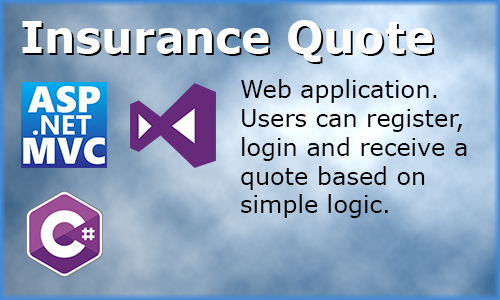 Insurance Quote
ASP
.NET
MVC
Web application.
Users can register,
login and receive a
quote based on
simple logic.
C#